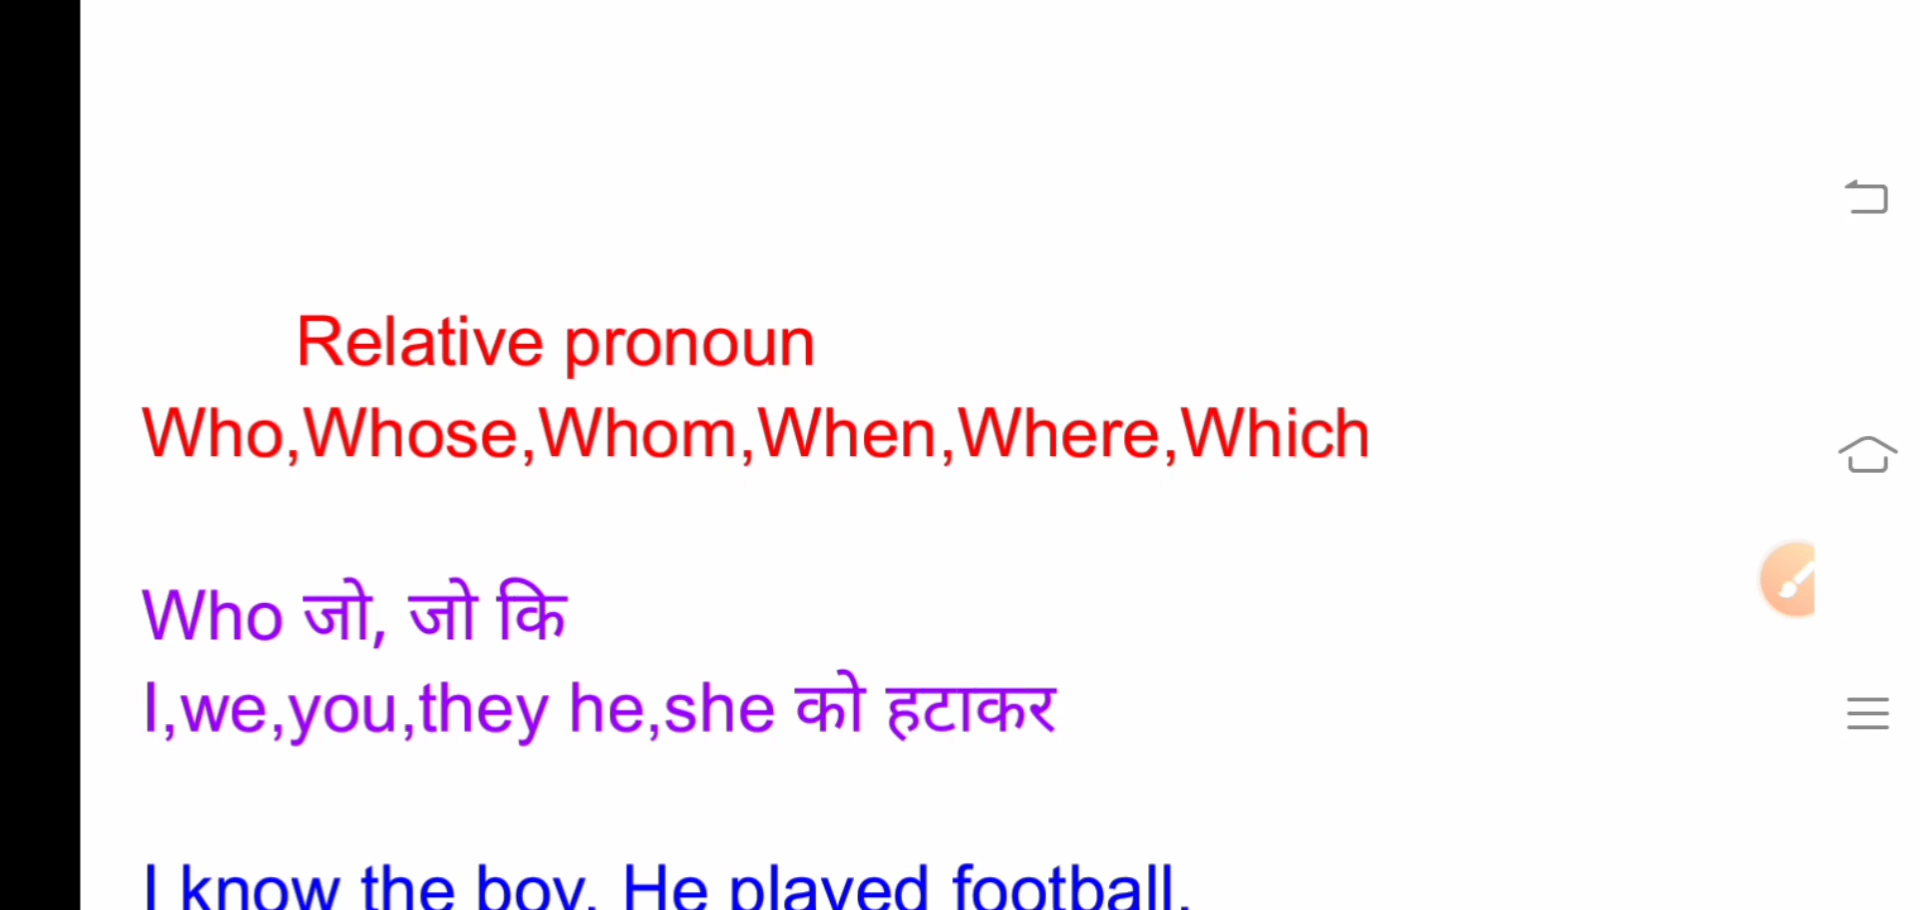 Relative pronoun
Who,Whose,Whom,When,Where,Which
Who जो, जो कि
I,we,you,they he,she को हटाकर
I know the boy. He played football.